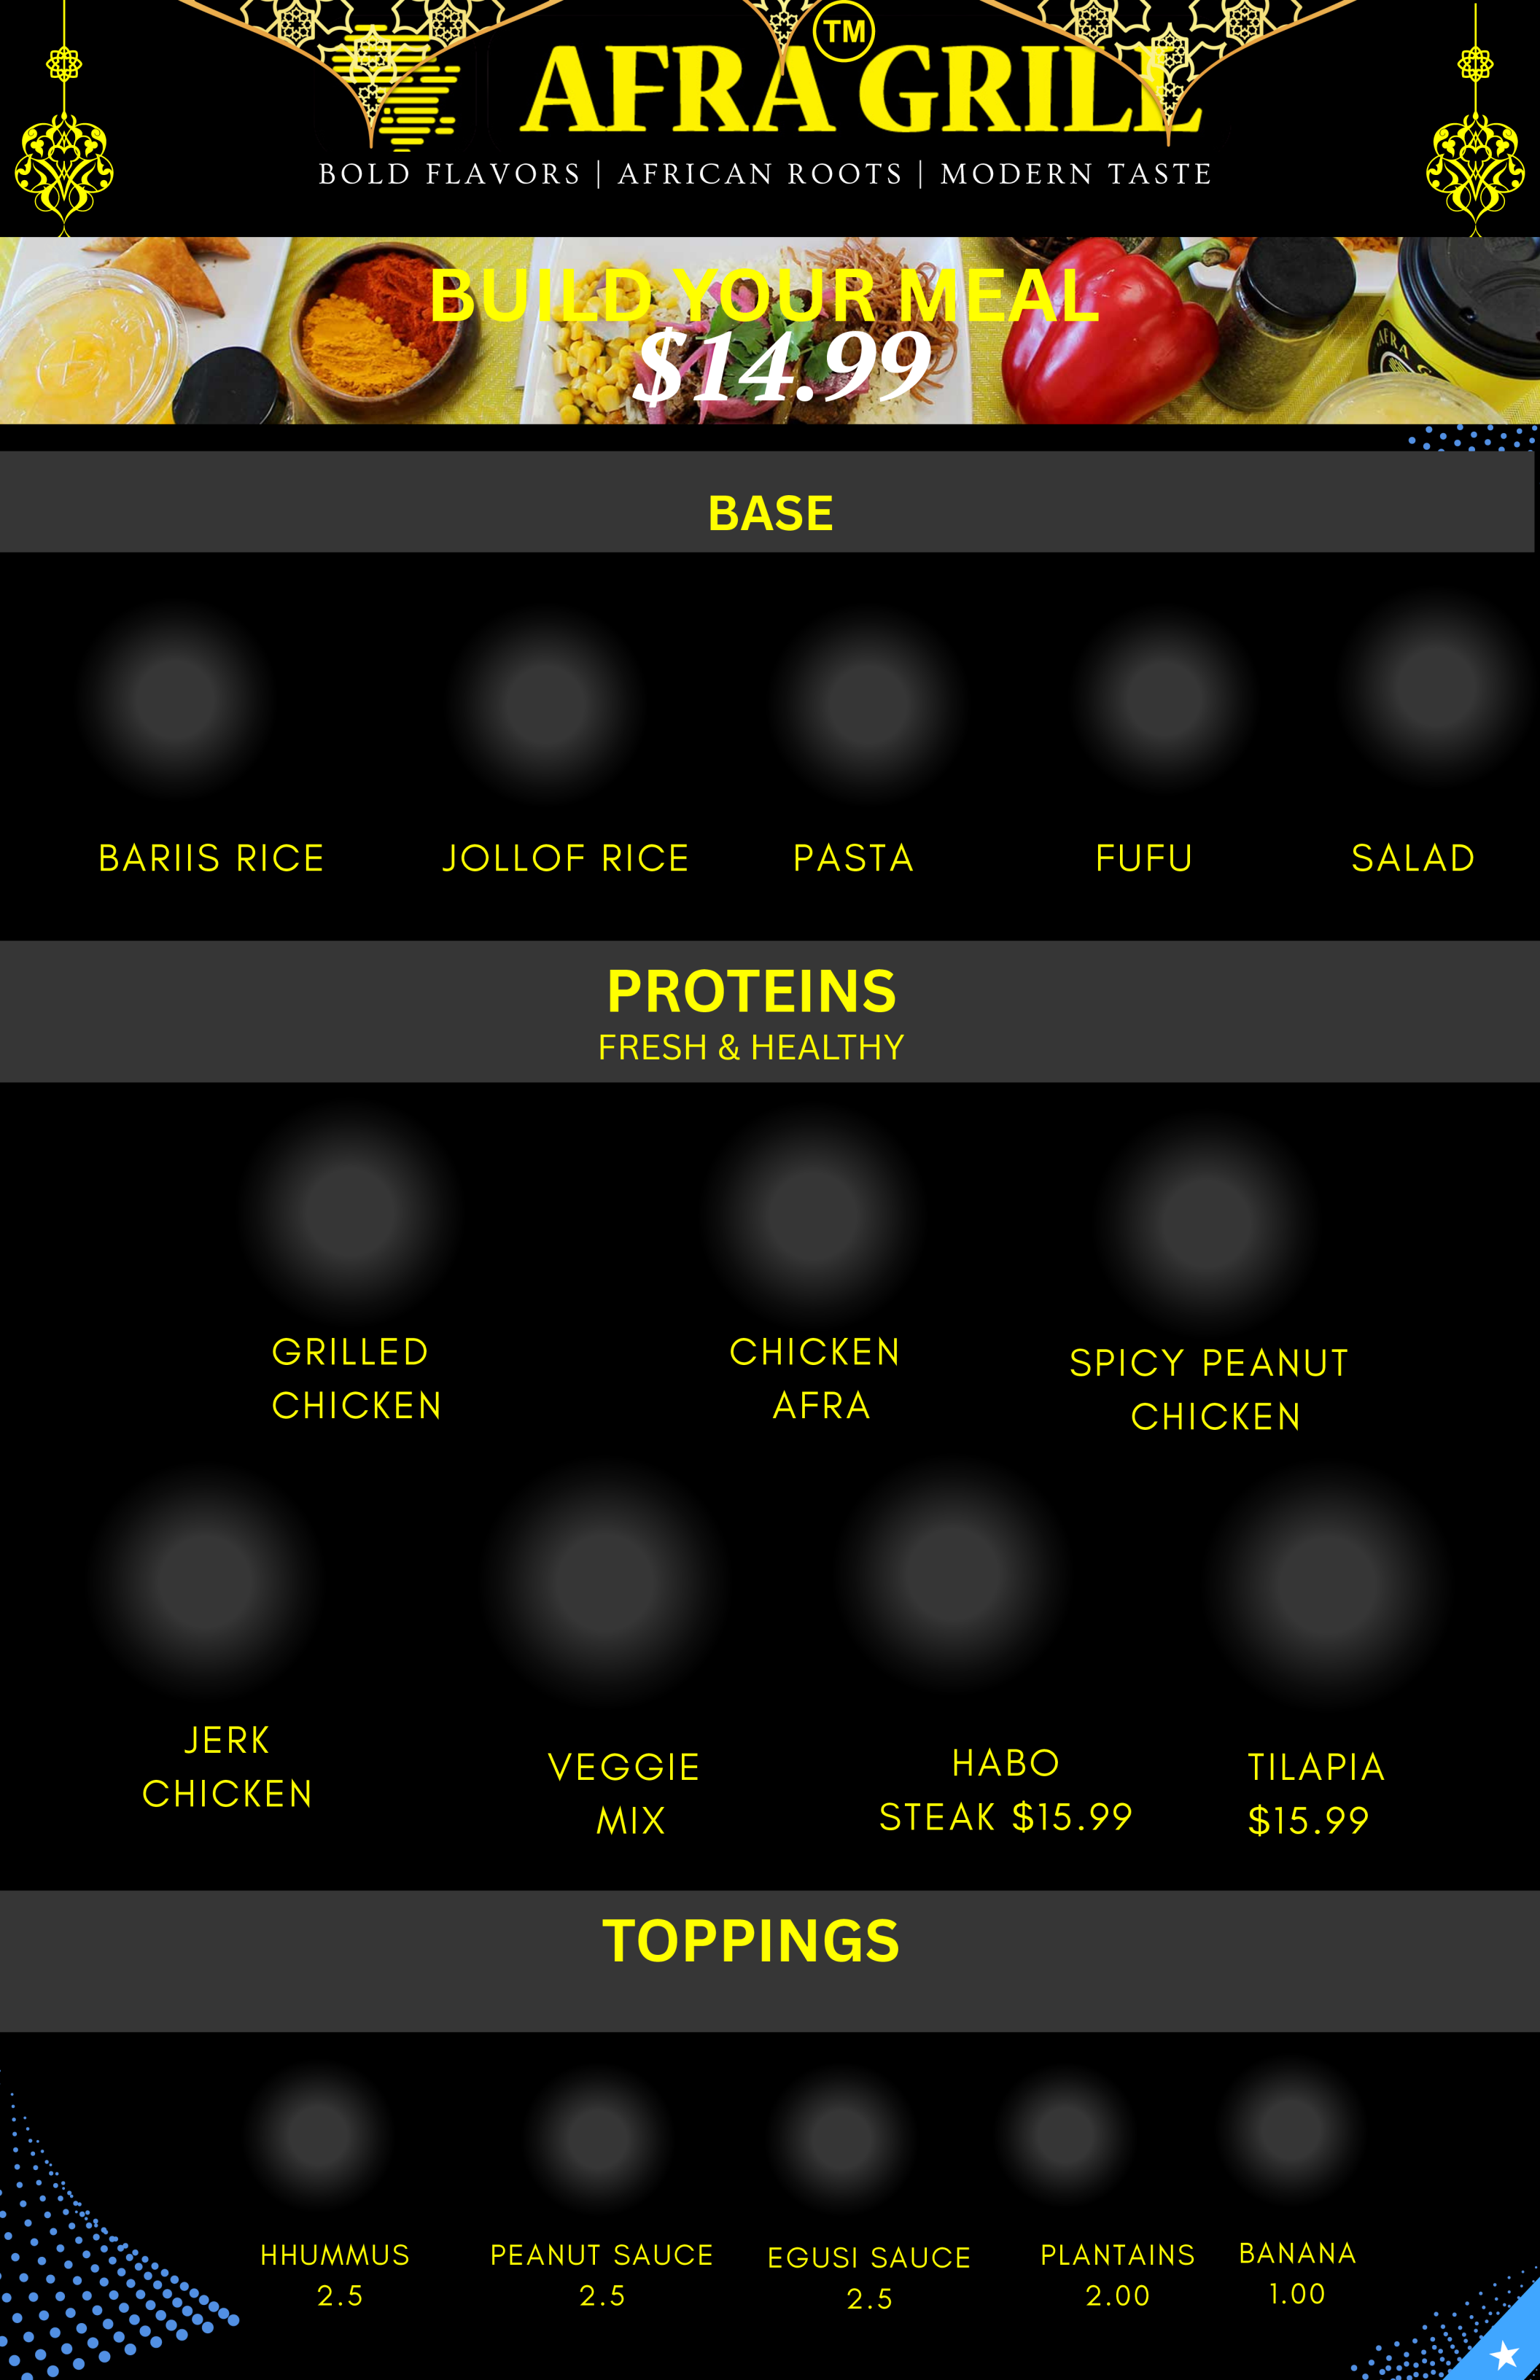 AFRA GRILL
TM
BOLD FLAVORS | AFRICAN ROOTS | MODERN TASTE
BUILD YOUR MEAL
$14.99
AFRA
BASE
BARIIS RICE
JOLLOF RICE
PASTA
FUFU
SALAD
PROTEINS
FRESH & HEALTHY
GRILLED
CHICKEN
CHICKEN
AFRA
SPICY PEANUT
CHICKEN
JERK
CHICKEN
VEGGIE
MIX
HABO
STEAK $15.99
TILAPIA
$15.99
TOPPINGS
HHUMMUS
2.5
PEANUT SAUCE
2.5
EGUSI SAUCE
2.5
PLANTAINS
2.00
BANANA
1.00